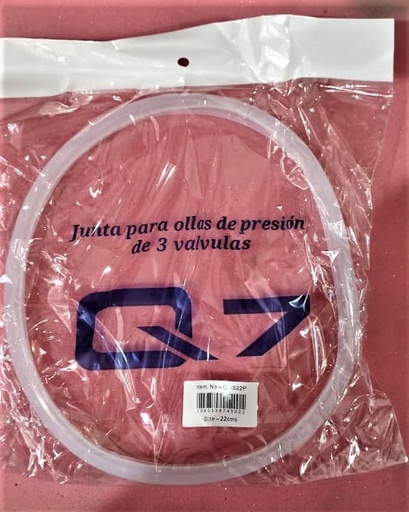 Junta para ollas de presión
de 3 valvulas
Q7
Size - 22cms